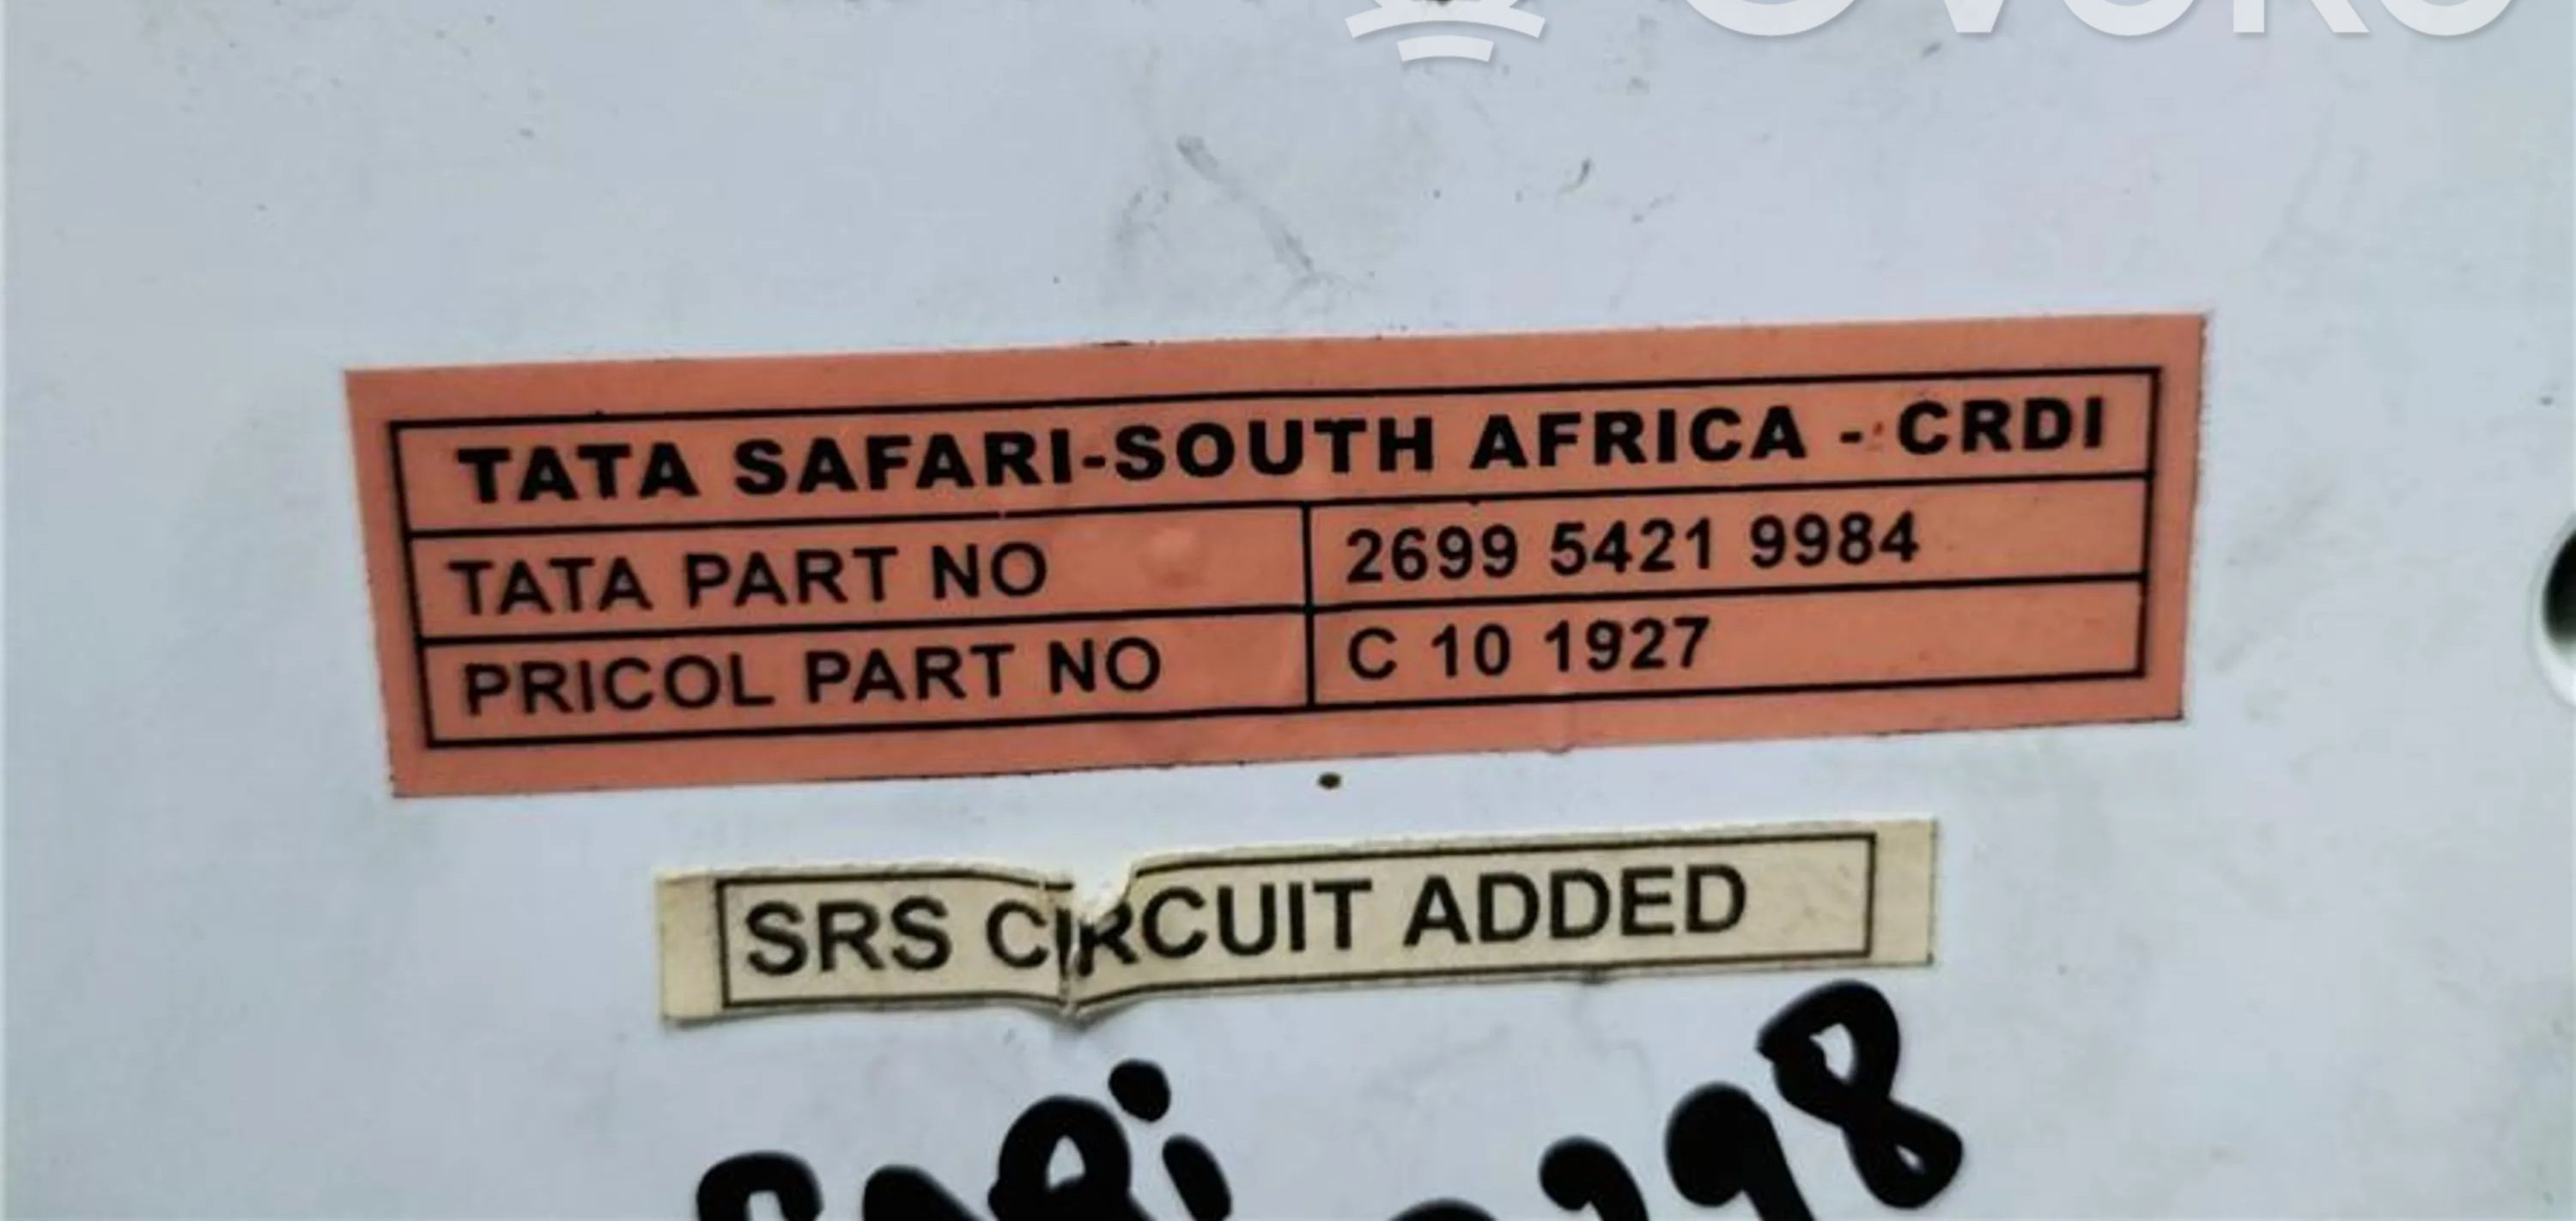 TATA SAFARI-SOUTH AFRICA - CRDI
TATA PART NO 2699 5421 9984
PRICOL PART NO C 10 1927
SRS CIRCUIT ADDED